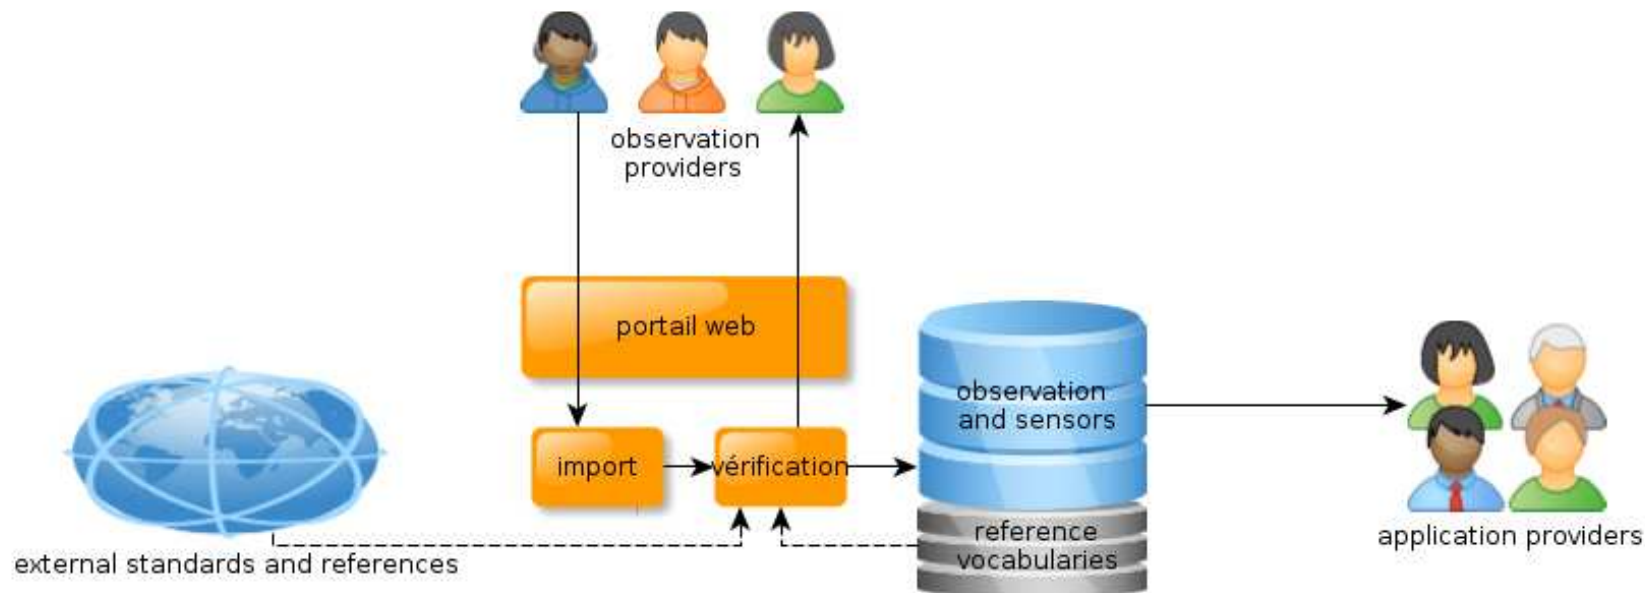 observation
providers
portail web
observation
and sensors
import
vérification
reference
vocabularies
application providers
external standards and references